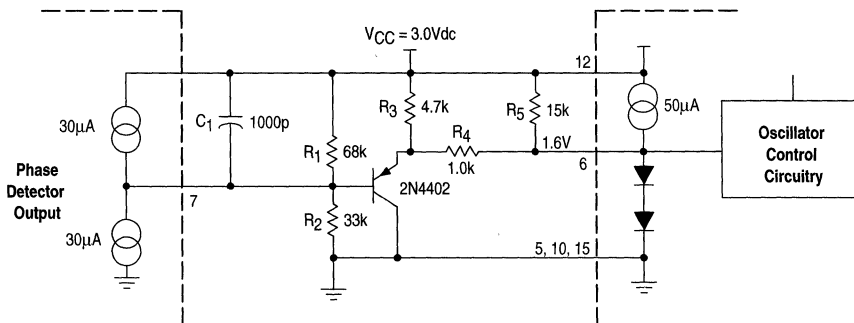 VCC = 3.0Vdc
12
30µA
C1 1000p
R3 4.7k
R5 15k
50µA
R4
1.0k
1.6V
6
R1 68k
Oscillator
Control
Circuitry
Phase
Detector
Output
7
2N4402
R2 33k
30µA
5, 10, 15